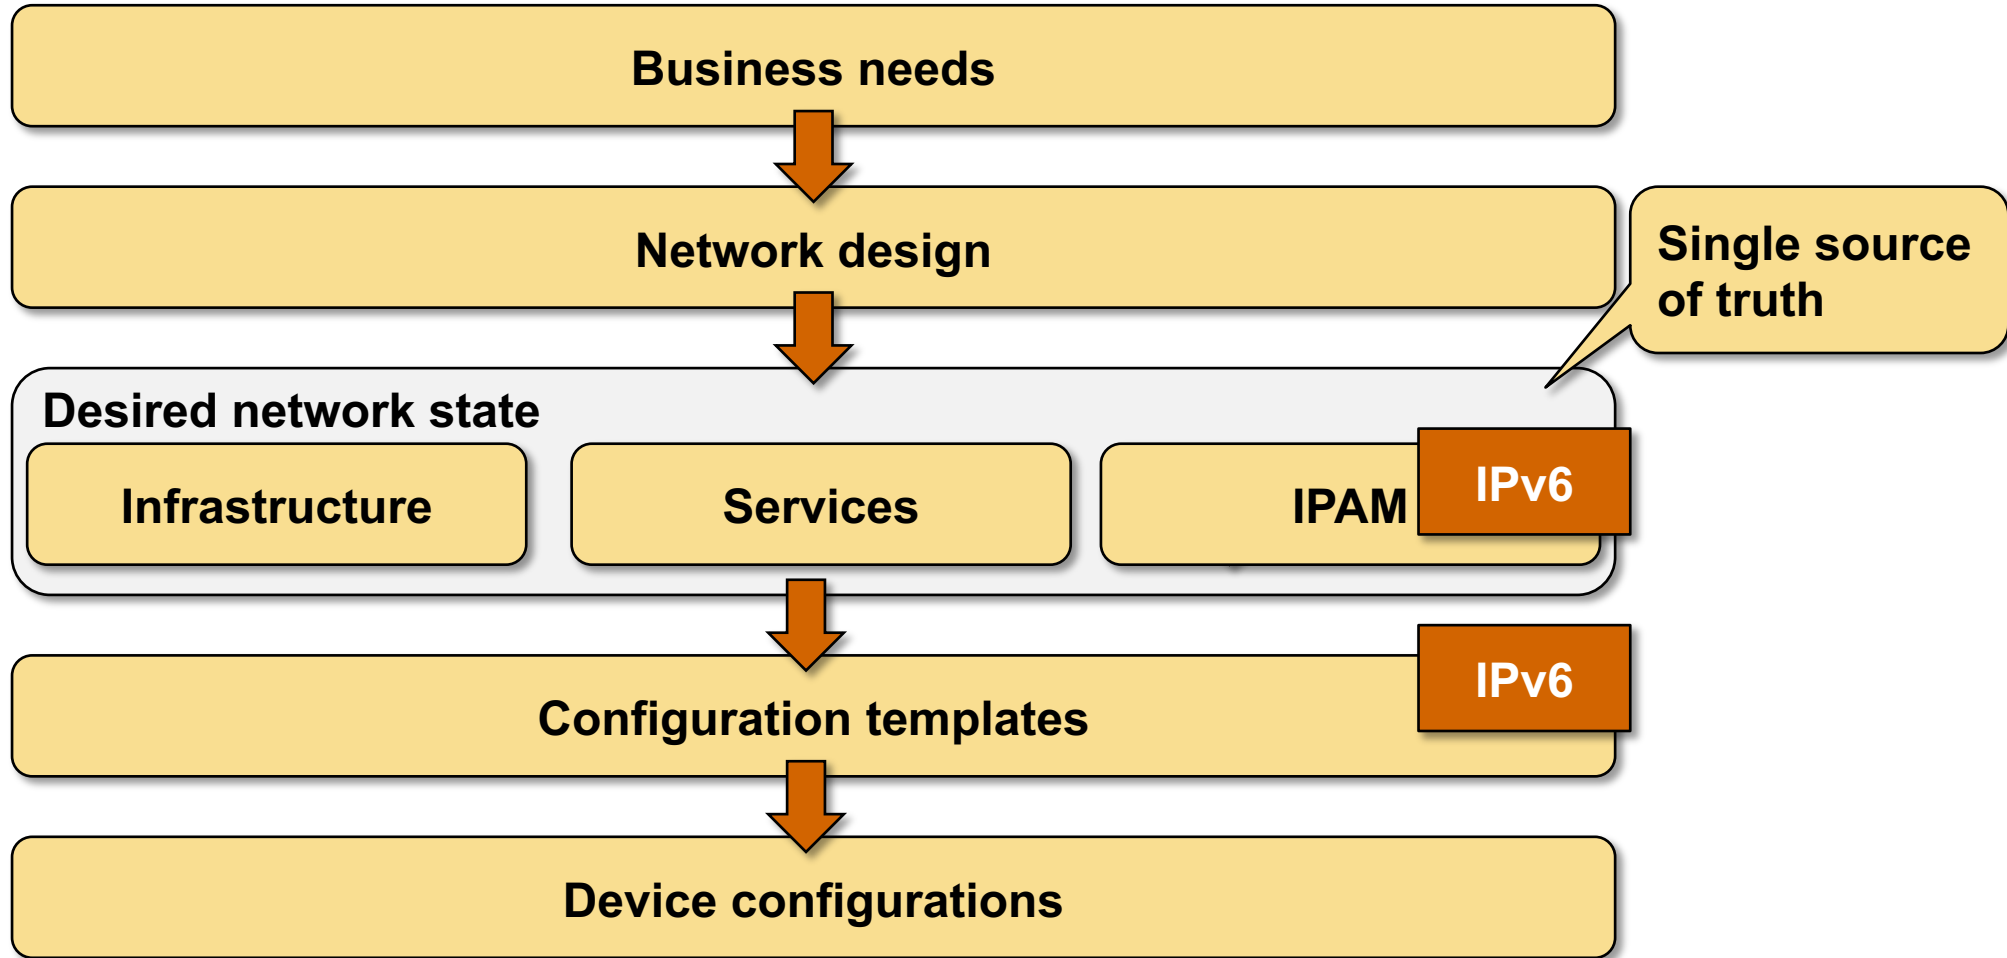 Business needs
Network design
Single source
of truth
Desired network state
Infrastructure
Services
IPAM
IPv6
IPv6
Configuration templates
Device configurations